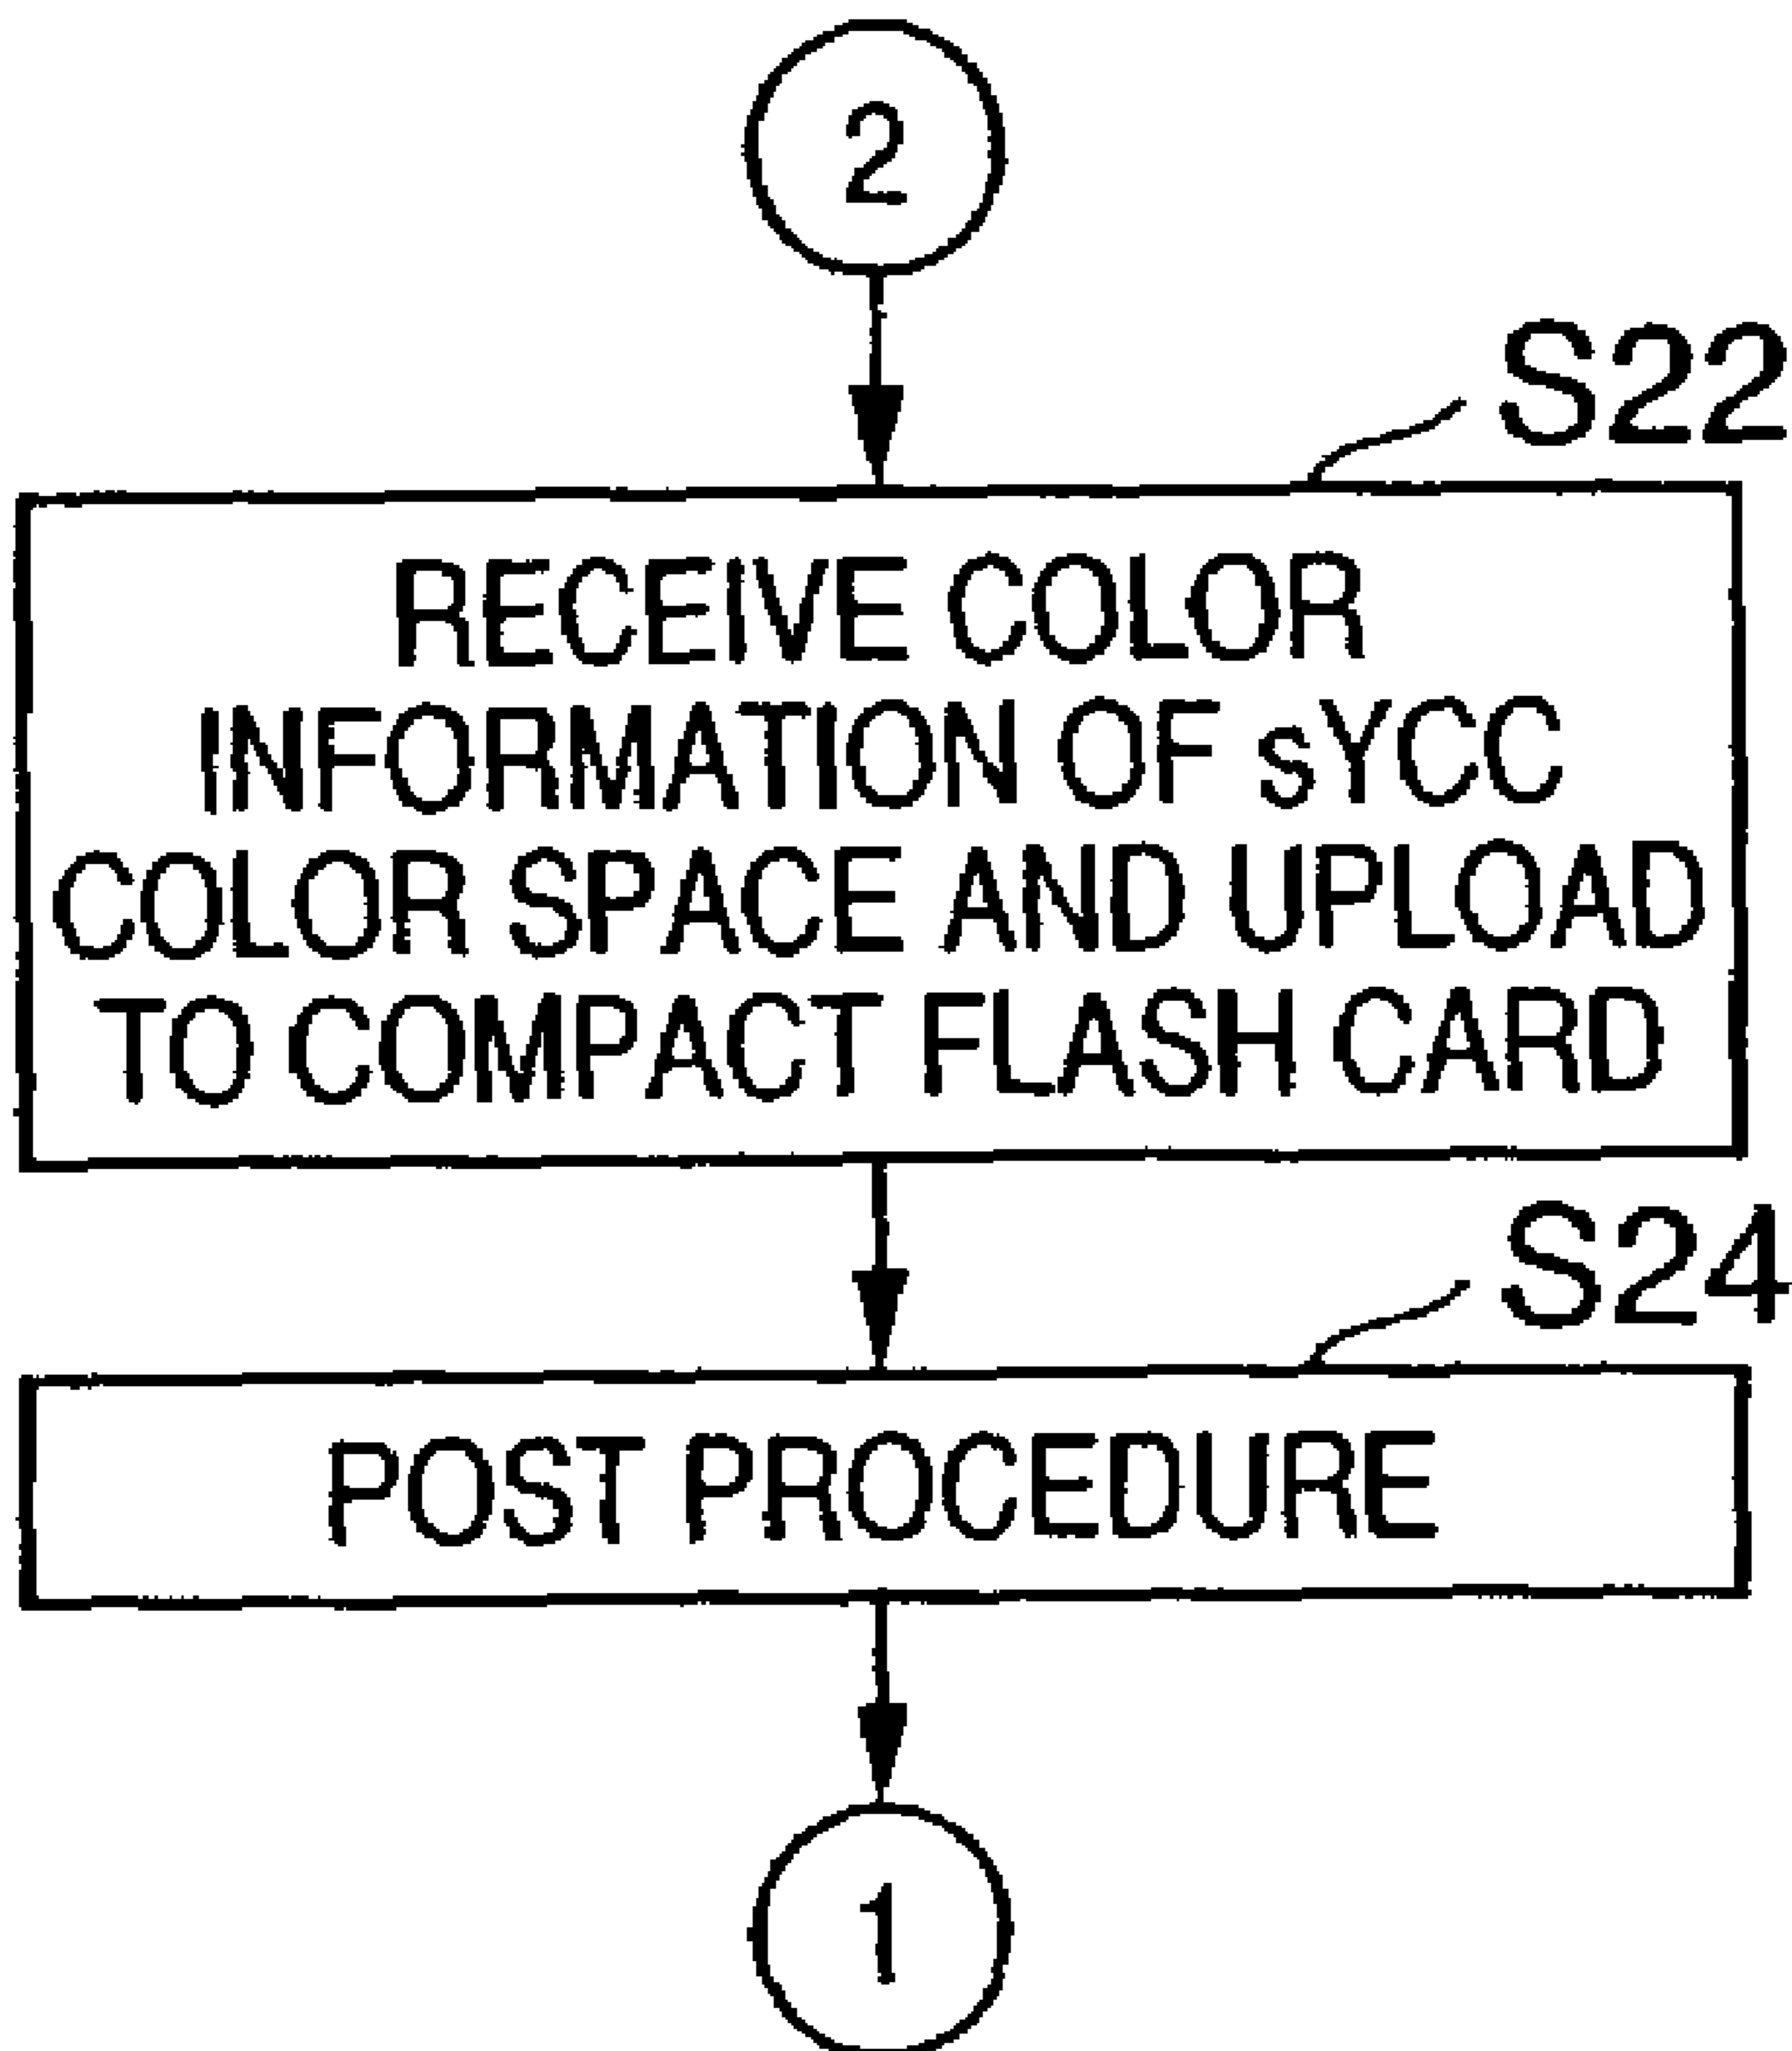 2
S22
RECEIVE COLOR
INFORMATION OF sYCC
COLOR SPACE AND UPLOAD
TO COMPACT FLASH CARD
S24
POST PROCEDURE
1